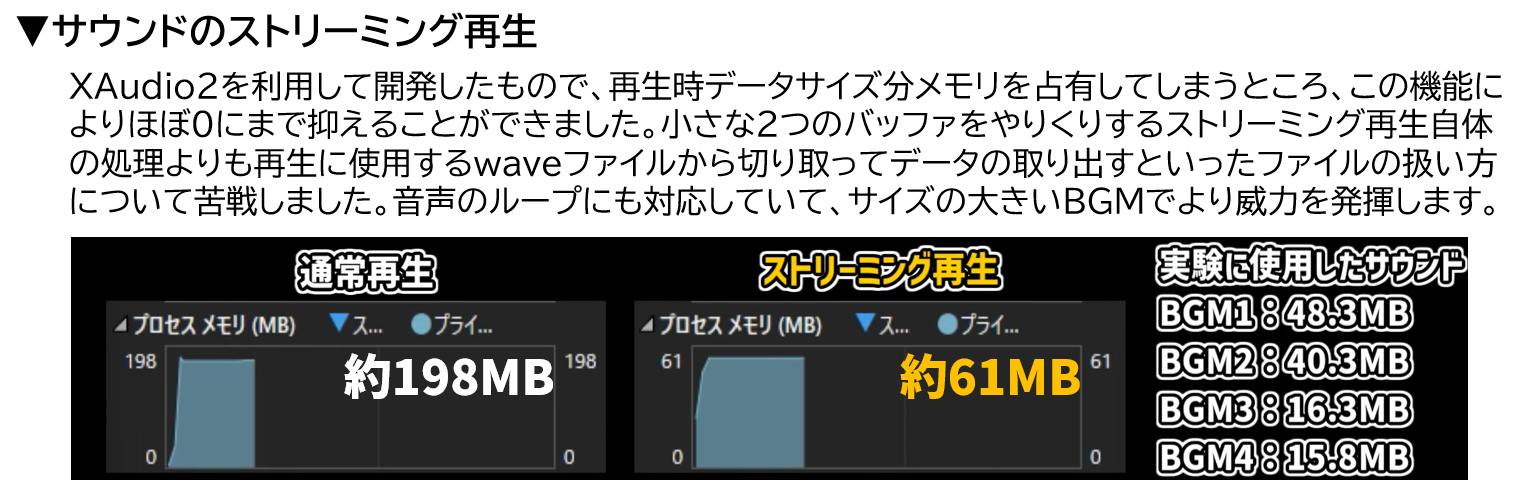 ▼サウンドのストリーミング再生
XAudio2を利用して開発したもので、再生時データサイズ分メモリを占有してしまうところ、この機能に
よりほぼ0にまで抑えることができました。小さな2つのバッファをやりくりするストリーミング再生自体
の処理よりも再生に使用するwaveファイルから切り取ってデータの取り出すといったファイルの扱い方
について苦戦しました。音声のループにも対応していて、サイズの大きいBGMでより威力を発揮します。
通常再生
プロセス メモリ (MB) ス... プライ...
198 約198MB 198
0 0
ストリーミング再生
プロセス メモリ (MB) ス... プライ...
61 約61MB 61
0 0
実験に使用したサウンド
BGM1：48.3MB
BGM2：40.3MB
BGM3：16.3MB
BGM4：15.8MB